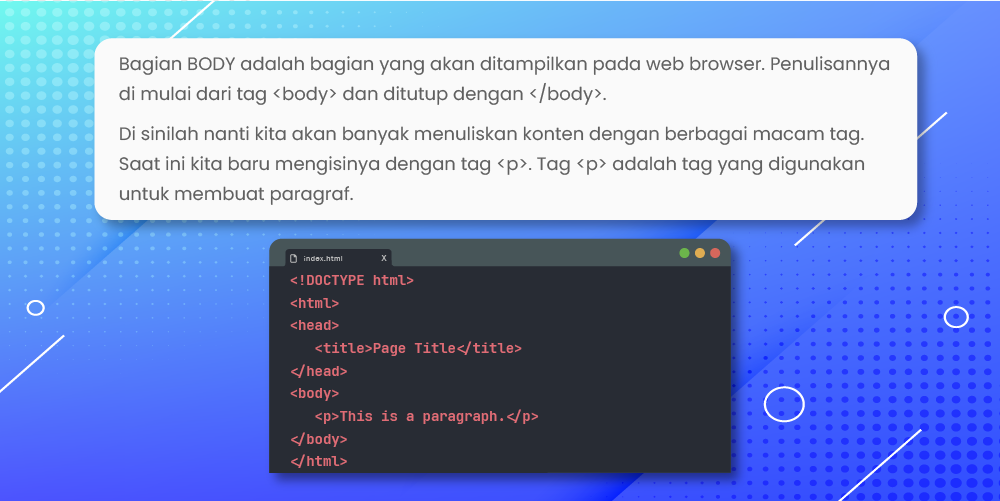 Bagian BODY adalah bagian yang akan ditampilkan pada web browser. Penulisannya
di mulai dari tag <body> dan ditutup dengan </body>.
Di sinilah nanti kita akan banyak menuliskan konten dengan berbagai macam tag.
Saat ini kita baru mengisinya dengan tag <p>. Tag <p> adalah tag yang digunakan
untuk membuat paragraf.
index.html X
<!DOCTYPE html>
<html>
<head>
<title>Page Title</title>
</head>
<body>
<p>This is a paragraph.</p>
</body>
</html>